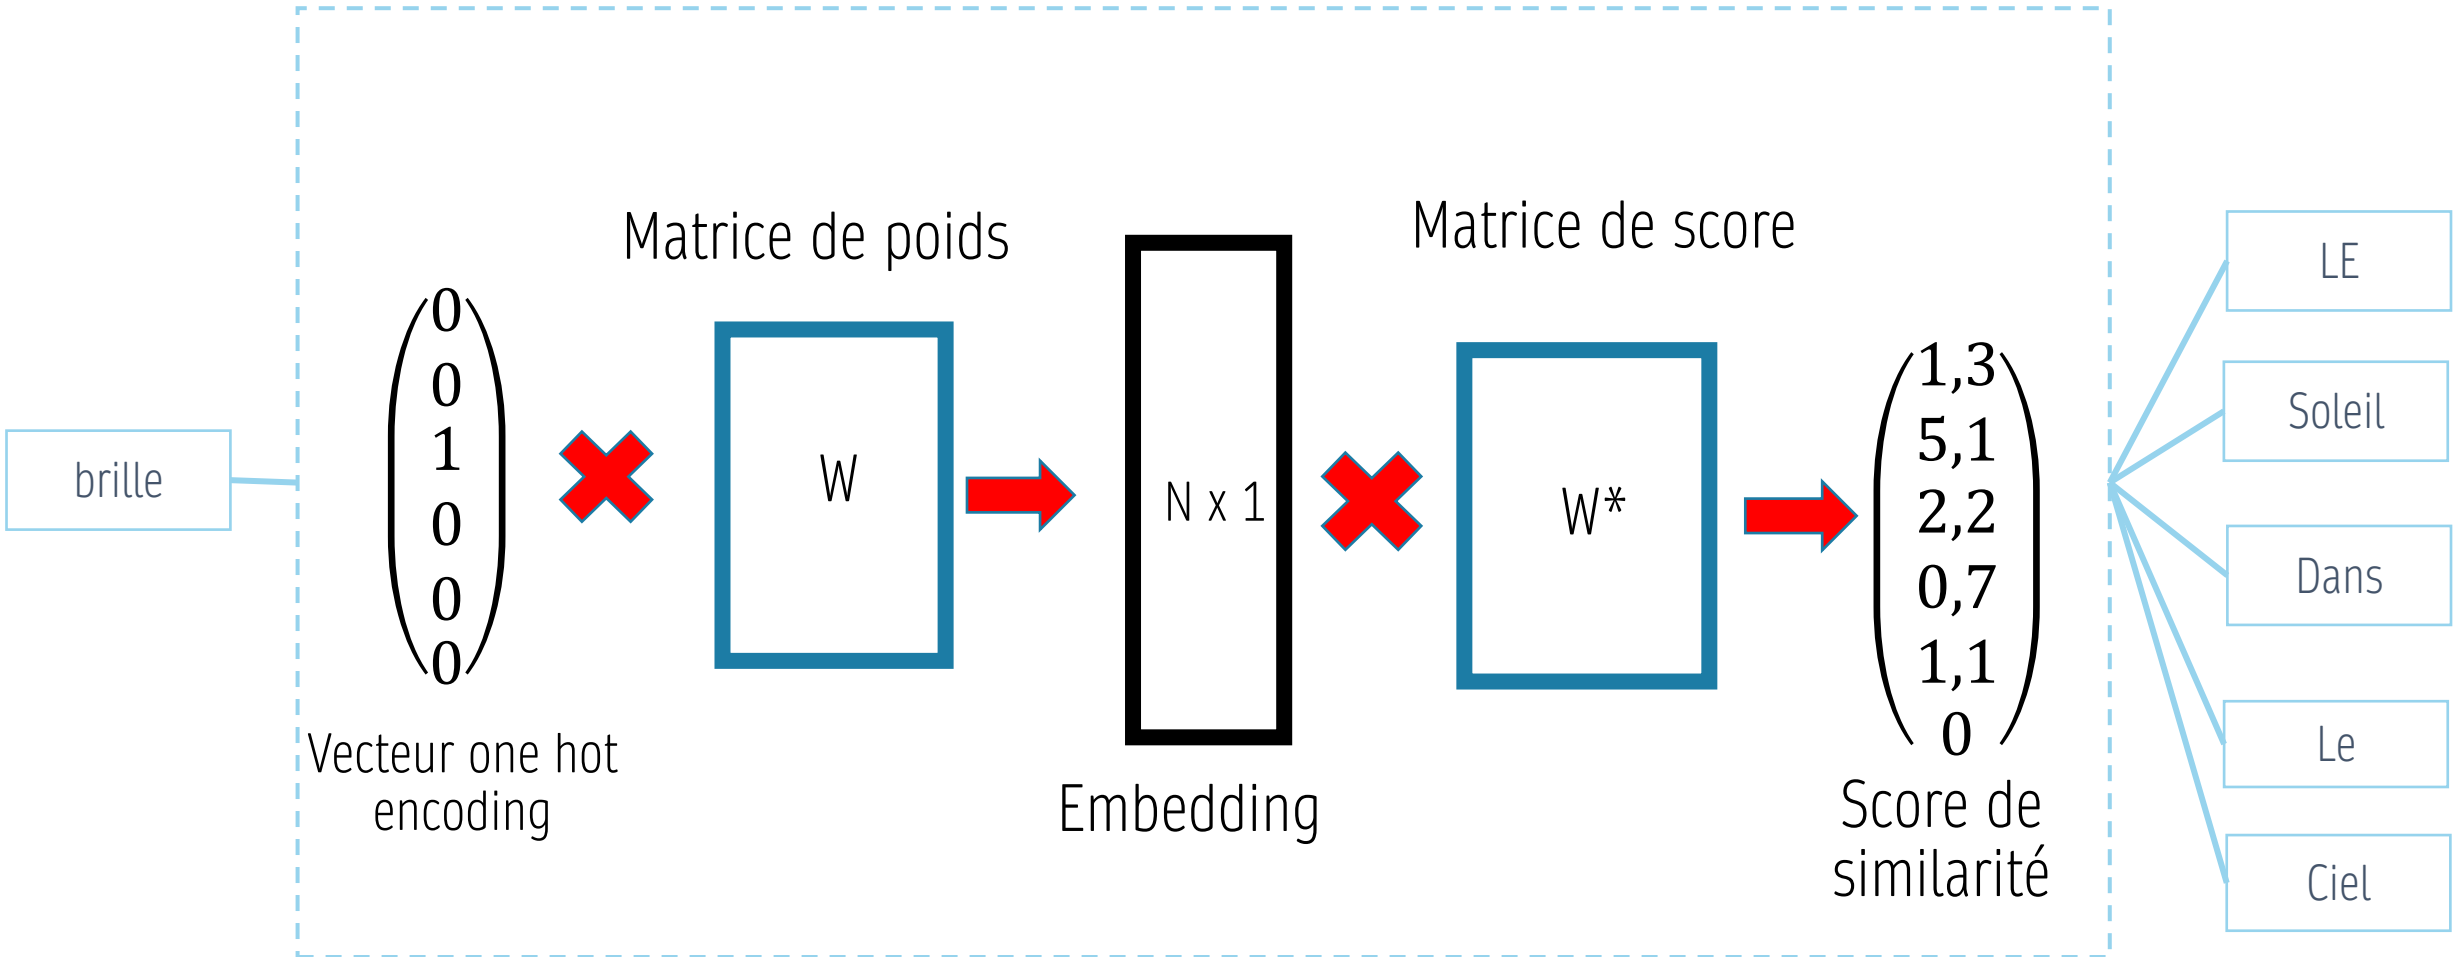 brille
0
0
1
0
0
0
Vecteur one hot
encoding
Matrice de poids
W
N x 1
Embedding
Matrice de score
W*
1,3
5,1
2,2
0,7
1,1
0
Score de
similarité
LE
Soleil
Dans
Le
Ciel